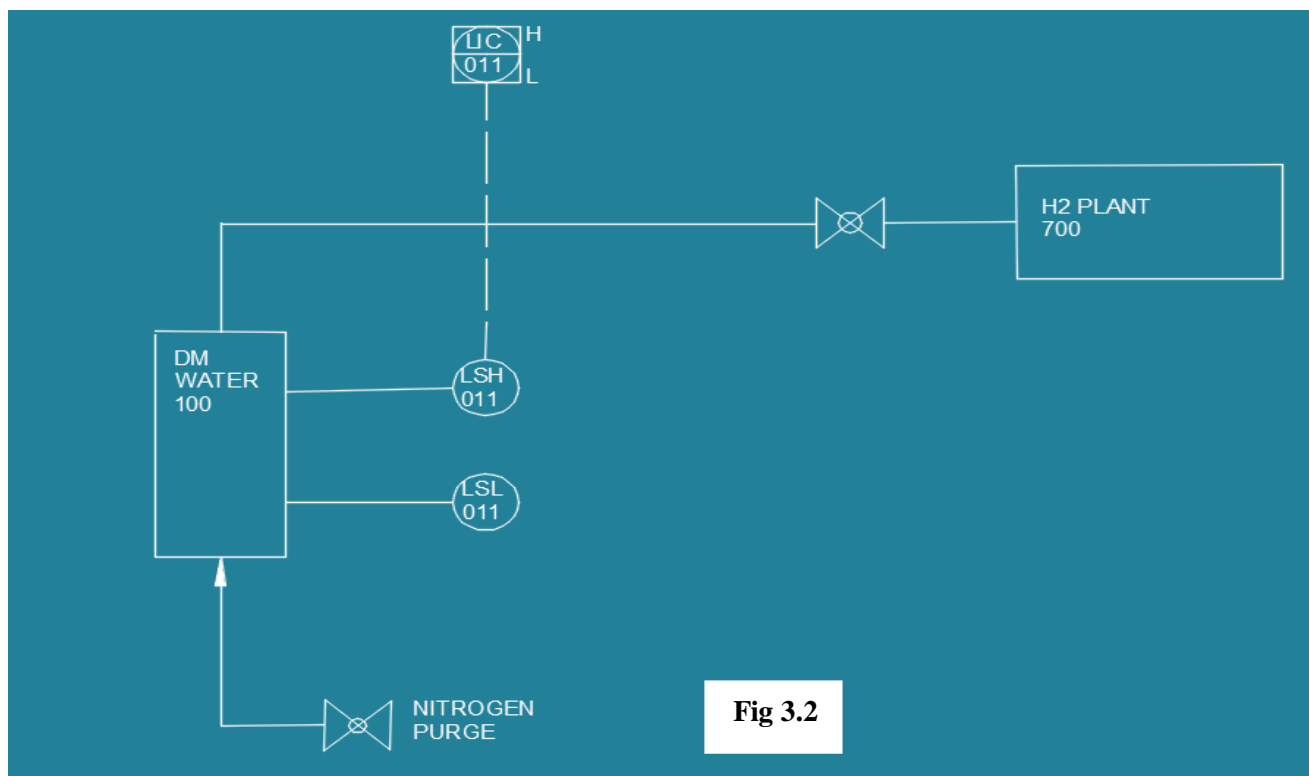 LIC
011
H
L
H2 PLANT
700
DM
WATER
100
LSH
011
LSL
011
NITROGEN
PURGE
Fig 3.2